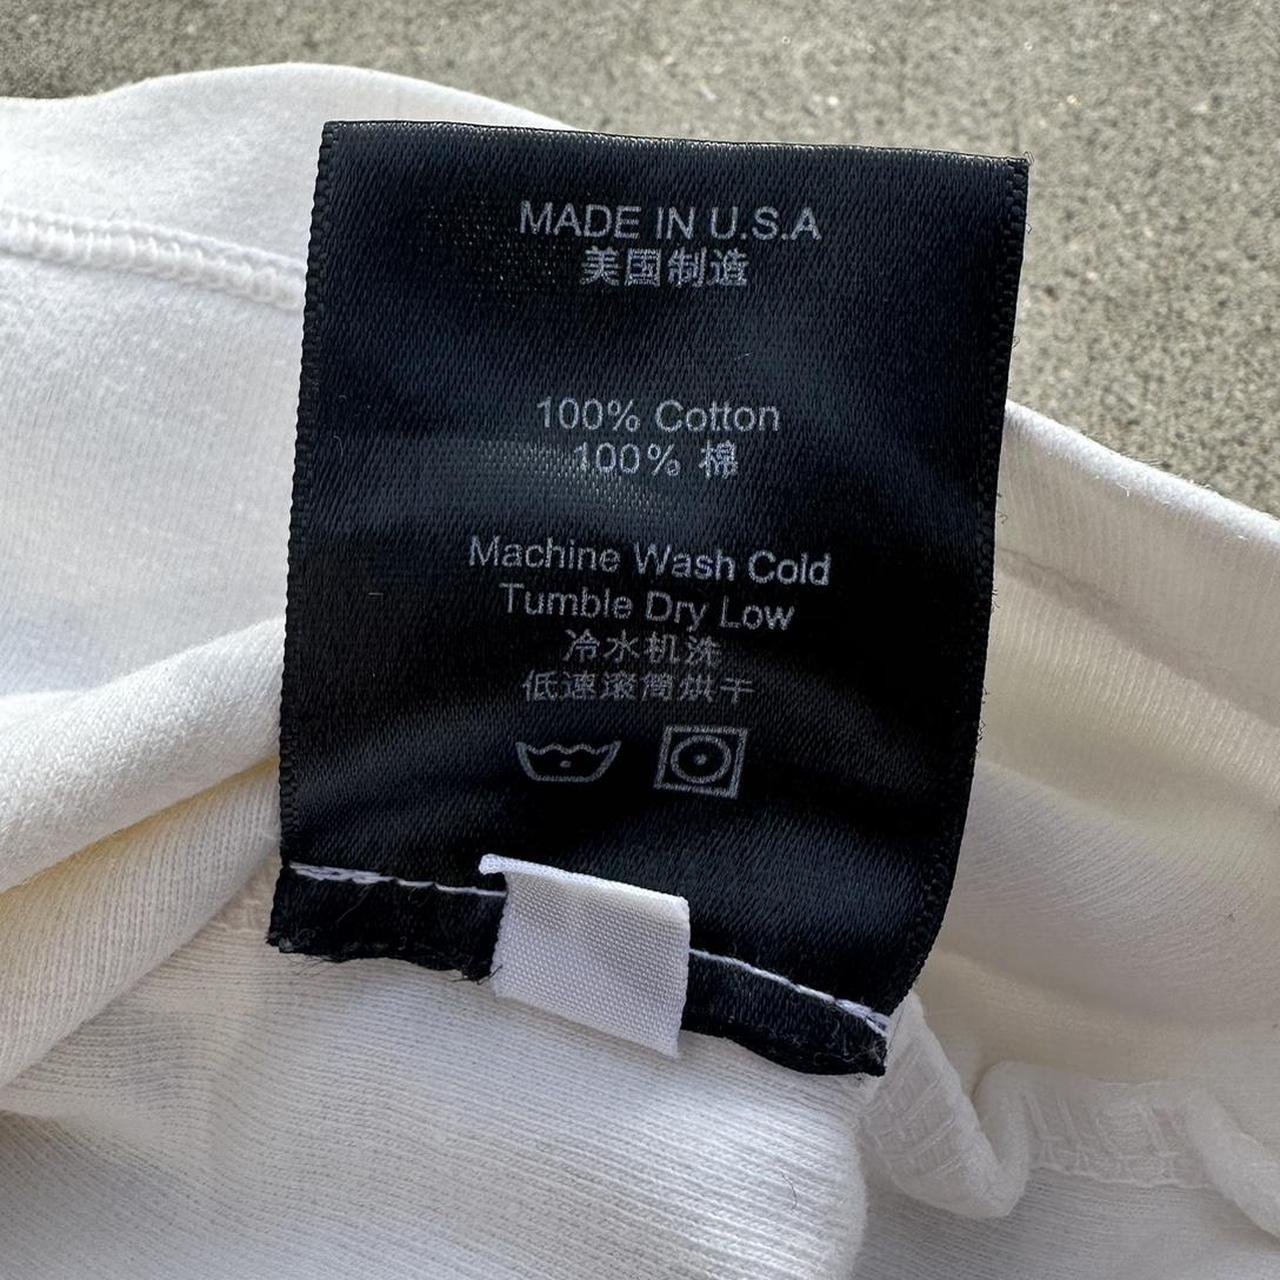 MADE IN U.S.A
美国制造
100% Cotton
100% 棉
Machine Wash Cold
Tumble Dry Low
冷水机洗
低速滚筒烘干